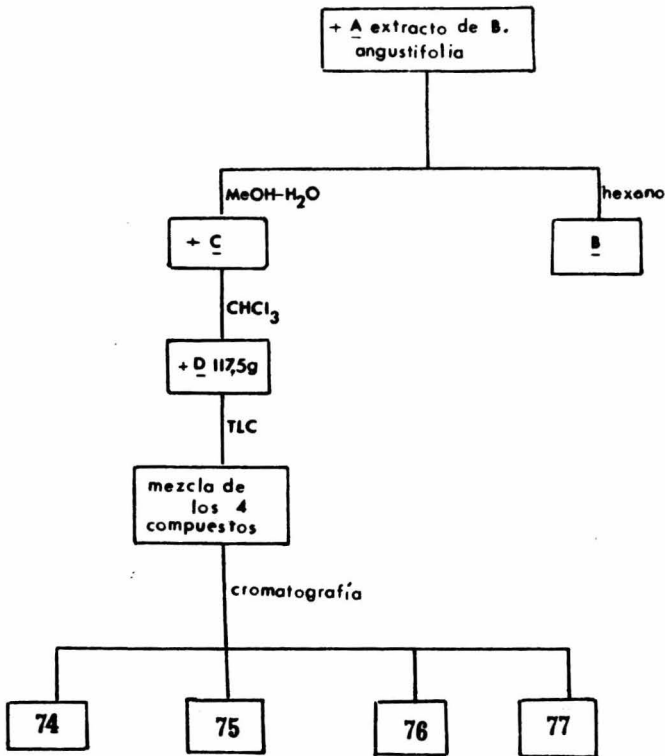 + A extracto de B.
angustifolia
MeOH-H₂O
hexano
+ C
B
CHCl₃
+ D 117,5g
TLC
mezcla de
los 4
compuestos
cromatografía
74
75
76
77